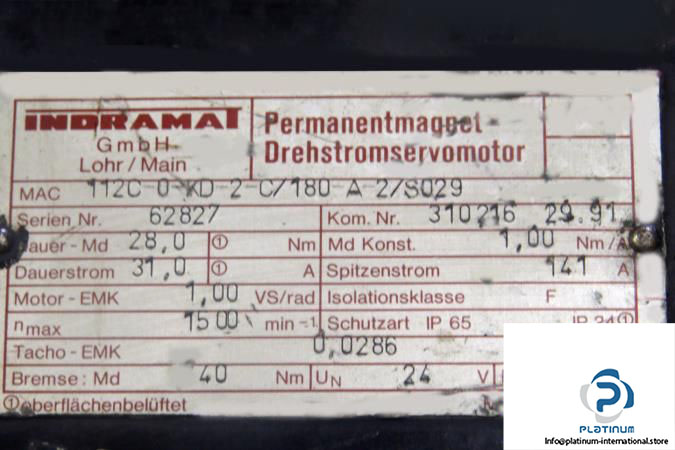 INDRAMAT
GmbH
Lohr / Main
Permanentmagnet-
Drehstromservomotor
MAC 112C-0-KD-2-C/180-A-2/S029
Serien Nr. 62827 Kom. Nr. 310216 29.91
Dauer - Md 28,0 ① Nm Md Konst. 1,00 Nm/A
Dauerstrom 31,0 ① A Spitzenstrom 141 A
Motor - EMK 1,00 VS/rad Isolationsklasse F
n max 1500 min -1 Schutzart IP 65 IP 24①
Tacho - EMK 0,0286
Bremse: Md 40 Nm U N 24 V
①oberflächenbelüftet
PLATINUM
Info@platinum-international.store